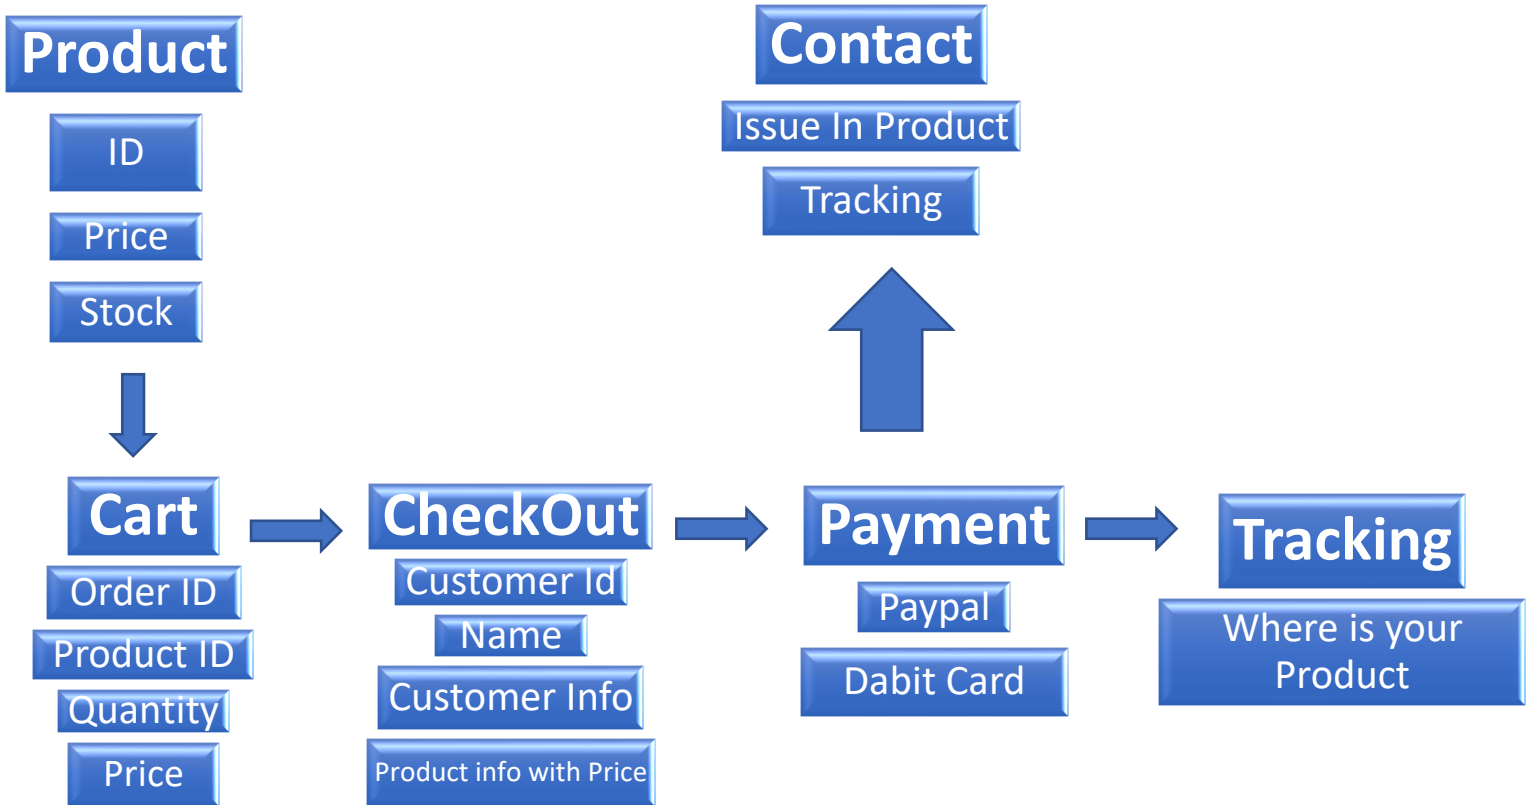 Product
ID
Price
Stock
Contact
Issue In Product
Tracking
Cart
Order ID
Product ID
Quantity
Price
CheckOut
Customer Id
Name
Customer Info
Product info with Price
Payment
Paypal
Dabit Card
Tracking
Where is your
Product